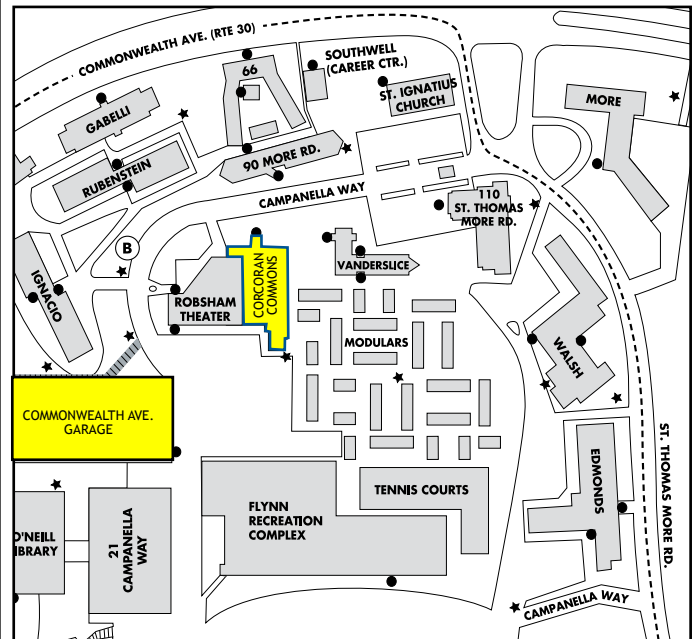 COMMONWEALTH AVE. (RTE 30)
SOUTHWELL
(CAREER CTR.)
66
ST. IGNATIUS
CHURCH
MORE
GABELLI
90 MORE RD.
RUBENSTEIN
CAMPANELLA WAY
110
ST. THOMAS
MORE RD.
B
VANDERSLICE
IGNACIO
ROBSHAM
THEATER
CORCORAN
COMMONS
MODULARS
WALSH
COMMONWEALTH AVE.
GARAGE
ST. THOMAS MORE RD.
EDMONDS
TENNIS COURTS
FLYNN
RECREATION
COMPLEX
O'NEILL
IBRARY
21
CAMPANELLA
WAY
CAMPANELLA WAY